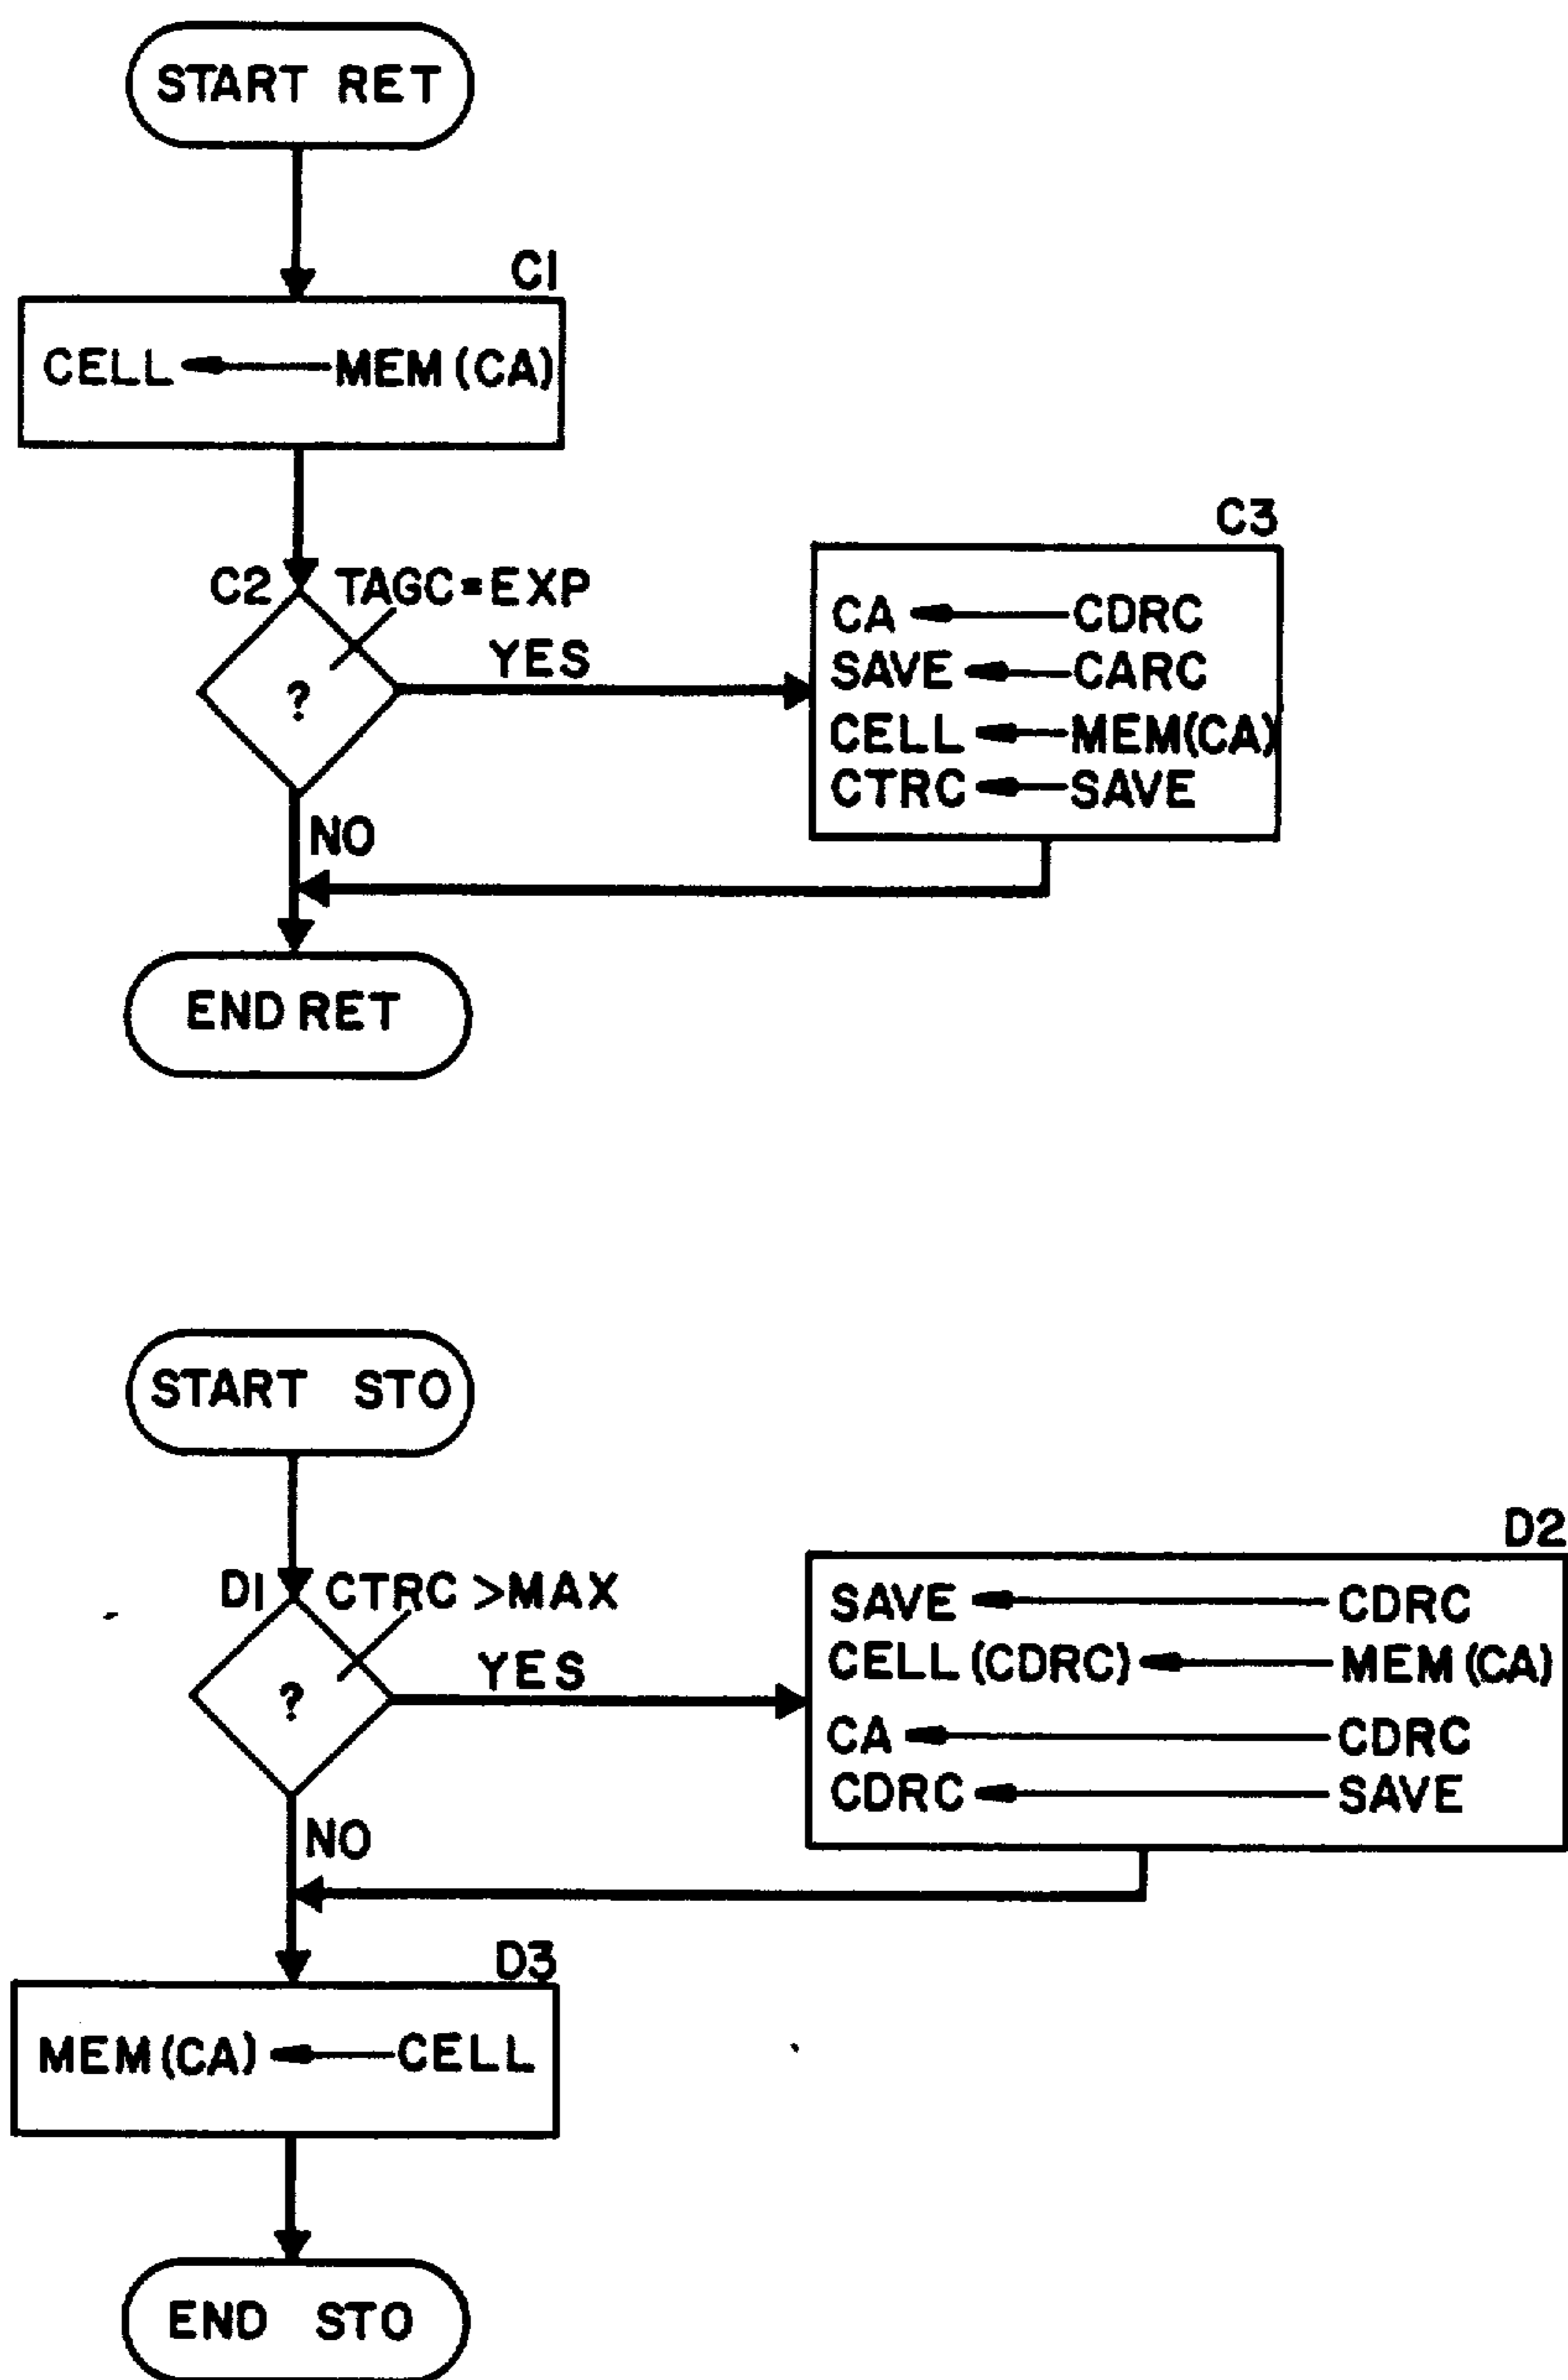 START RET
C1
CELL ← MEM(CA)
C2 TAGC=EXP
YES
?
NO
C3
CA ← CDRC
SAVE ← CARC
CELL ← MEM(CA)
CTRC ← SAVE
END RET
START STO
D1 CTRC >MAX
YES
?
NO
D2
SAVE ← CDRC
CELL(CDRC) ← MEM(CA)
CA ← CDRC
CDRC ← SAVE
D3
MEM(CA) ← CELL
END STO